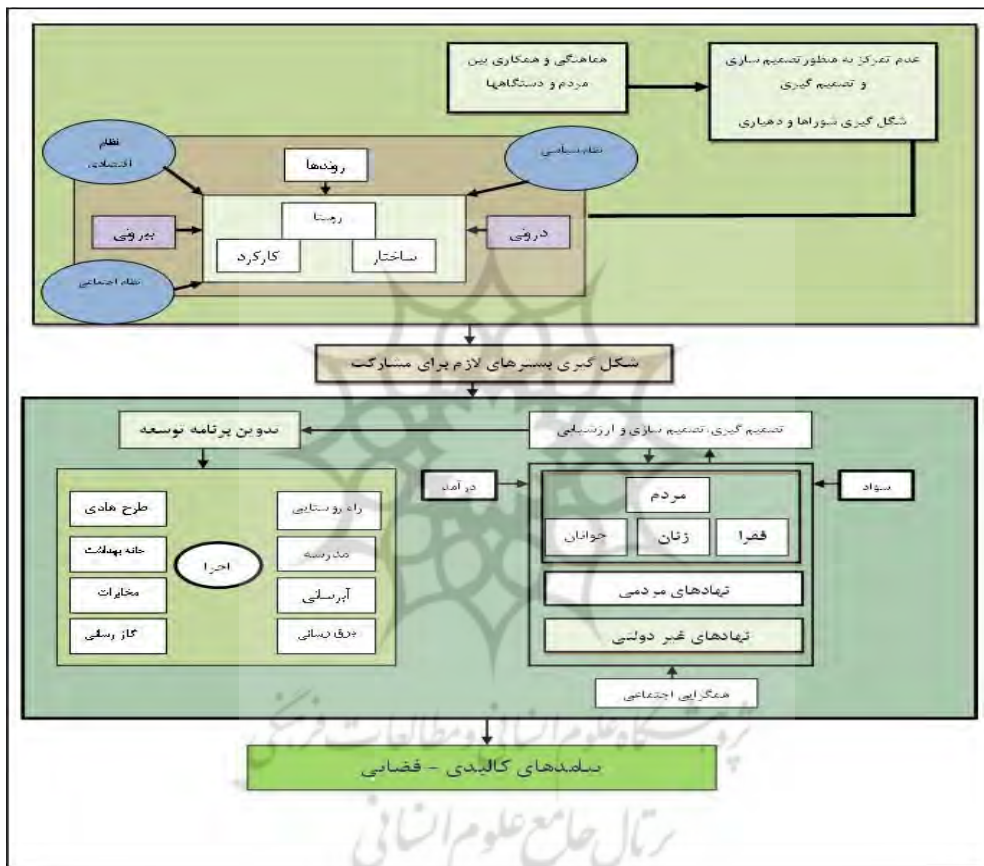 هماهنگی و همکاری بین
مردم و دستگاهها
عدم تمرکز به منظور تصمیم سازی
و تصمیم گیری
شکل گیری شوراها و دهیاری
نظام
اقتصادی
نظام سیاسی
روندها
روستا
بیرونی
درونی
کارکرد
ساختار
نظام اجتماعی
شکل گیری بسترهای لازم برای مشارکت
تصمیم گیری، تصمیم سازی و ارزشیابی
تدوین برنامه توسعه
سواد
درآمد
مردم
فقرا
زنان
جوانان
نهادهای مردمی
نهادهای غیر دولتی
همگرایی اجتماعی
راه روستایی
طرح هادی
مدرسه
خانه بهداشت
اجرا
آبرسانی
مخابرات
برق رسانی
گاز رسانی
پژوهشگاه علوم انسانی و مطالعات فرهنگی
پیامدهای کالبدی - فضایی
پرتال جامع علوم انسانی